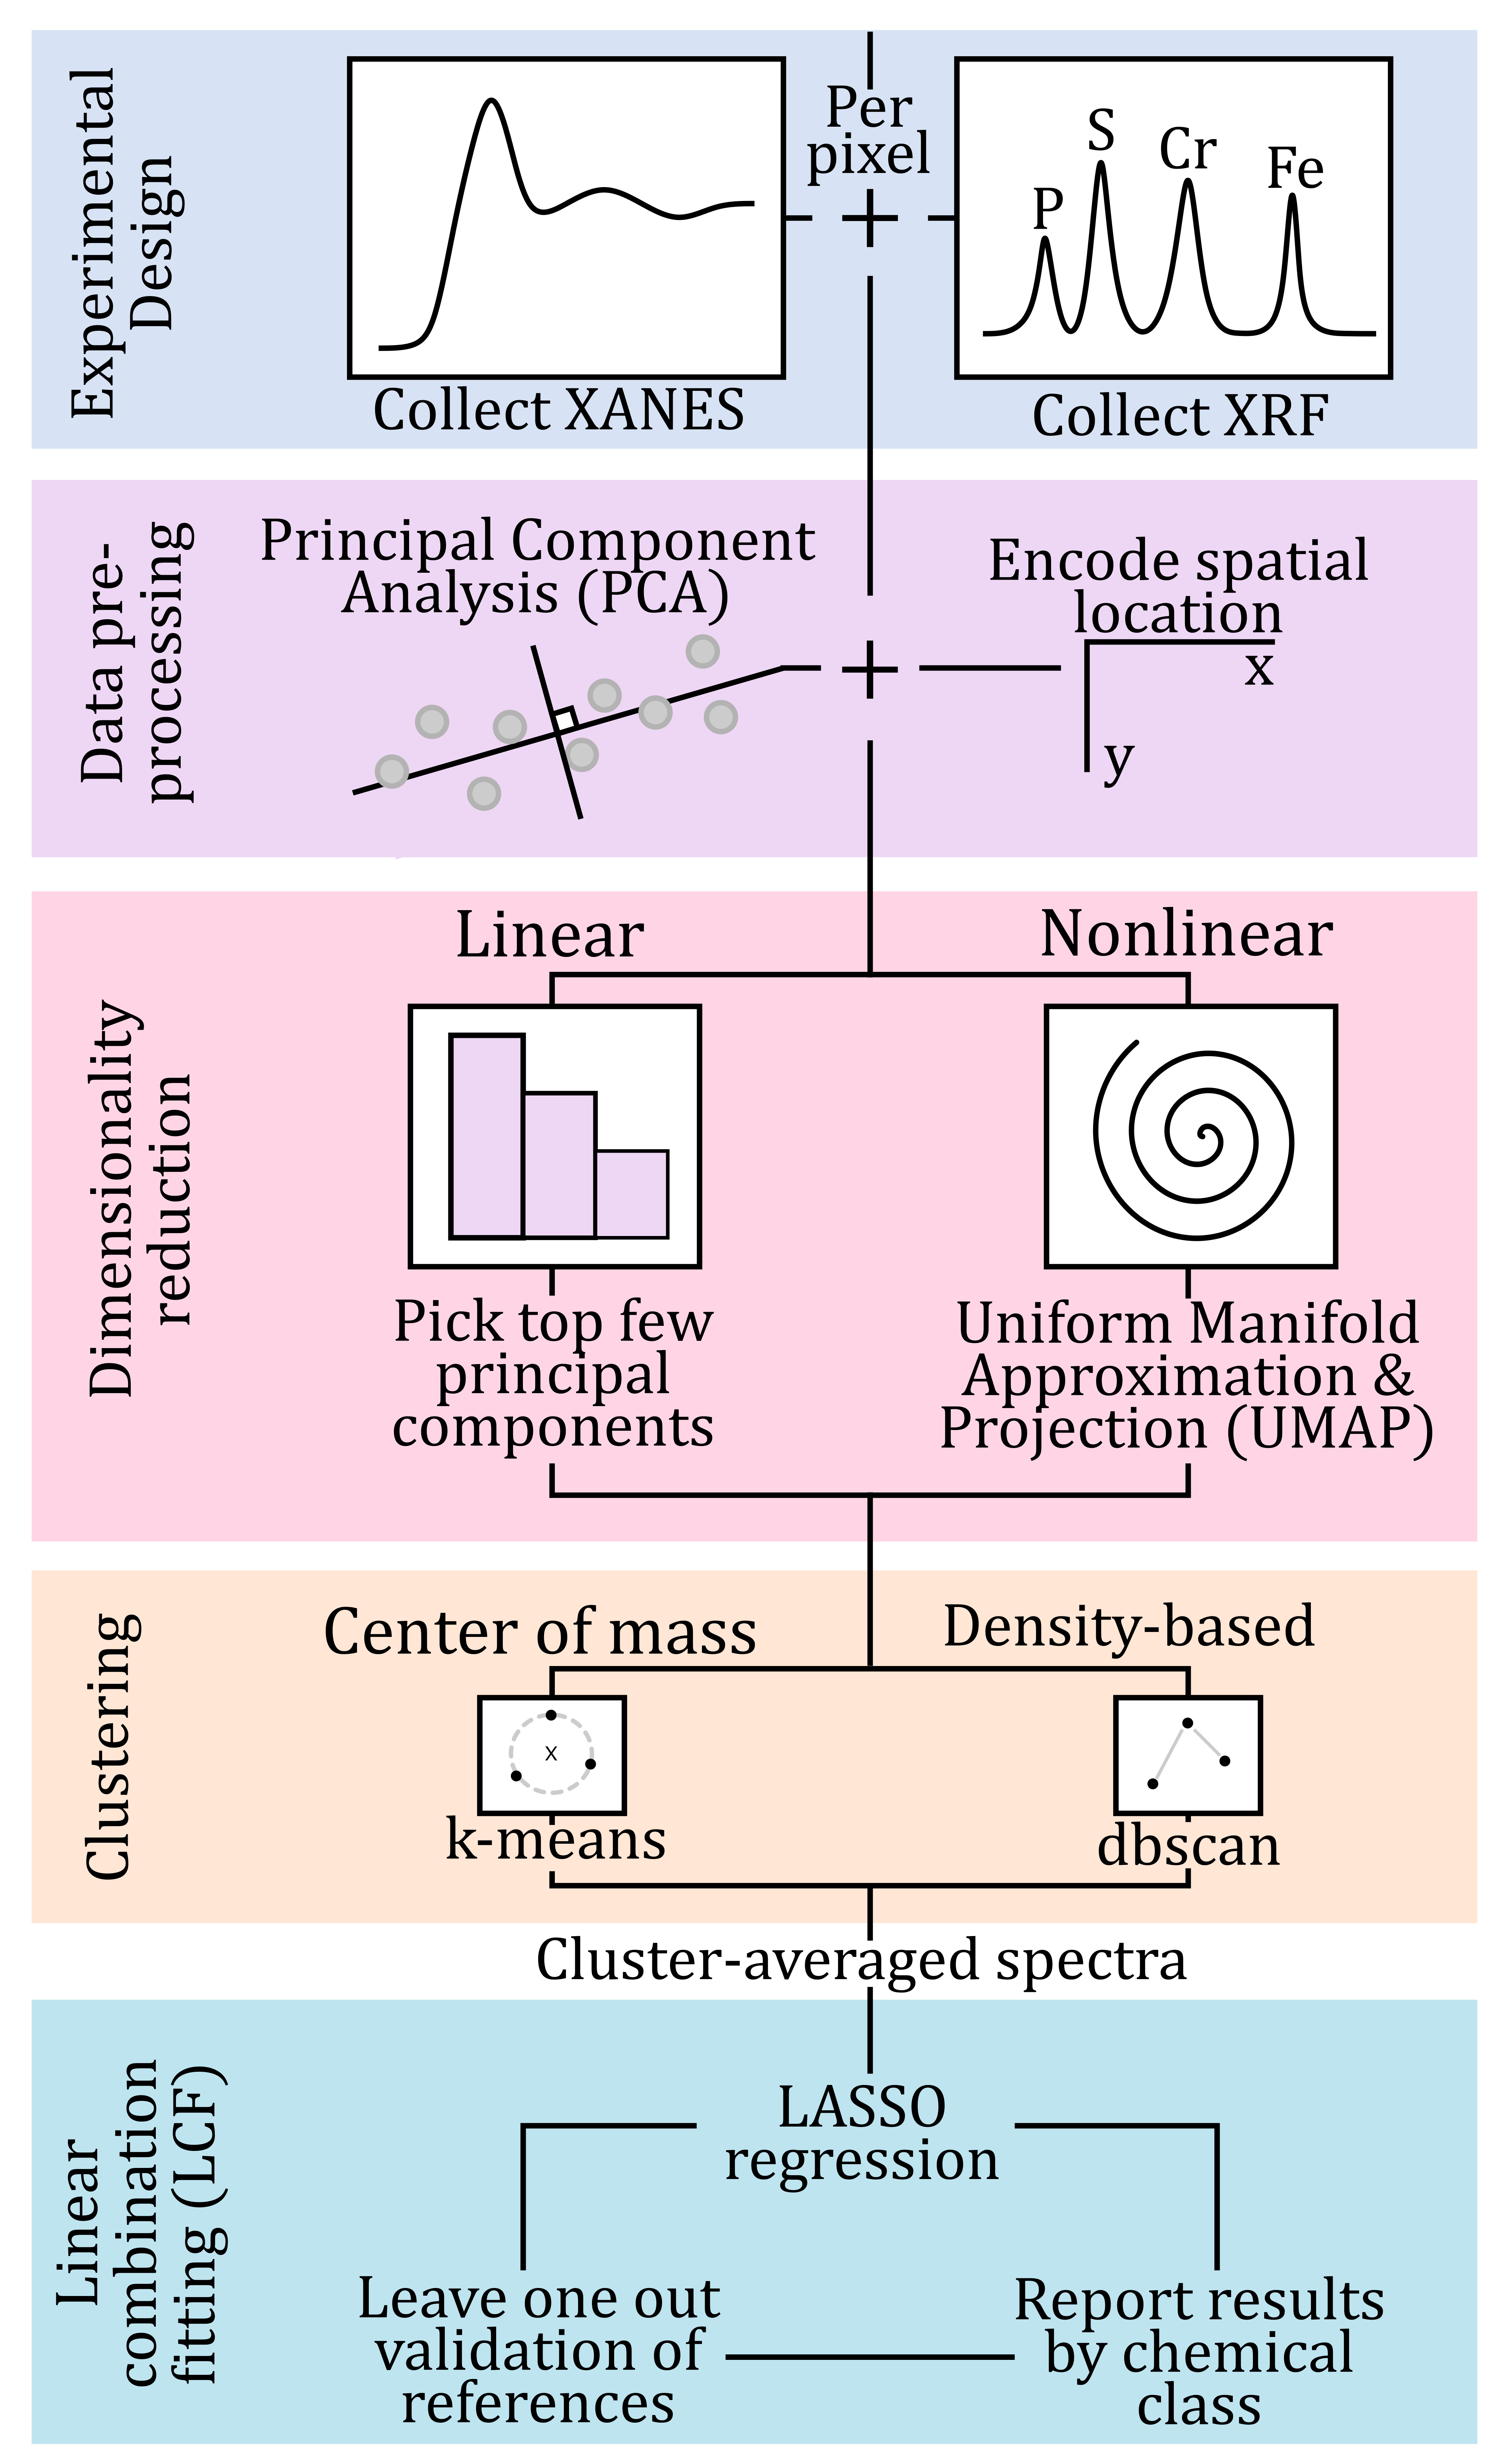 Experimental
Design
Per
pixel
P
S
Cr
Fe
Collect XANES
Collect XRF
Data pre-
processing
Principal Component
Analysis (PCA)
Encode spatial
location
x
y
Dimensionality
reduction
Linear
Nonlinear
Pick top few
principal
components
Uniform Manifold
Approximation &
Projection (UMAP)
Clustering
Center of mass
Density-based
x
k-means
dbscan
Cluster-averaged spectra
Linear
combination
fitting (LCF)
LASSO
regression
Leave one out
validation of
references
Report results
by chemical
class